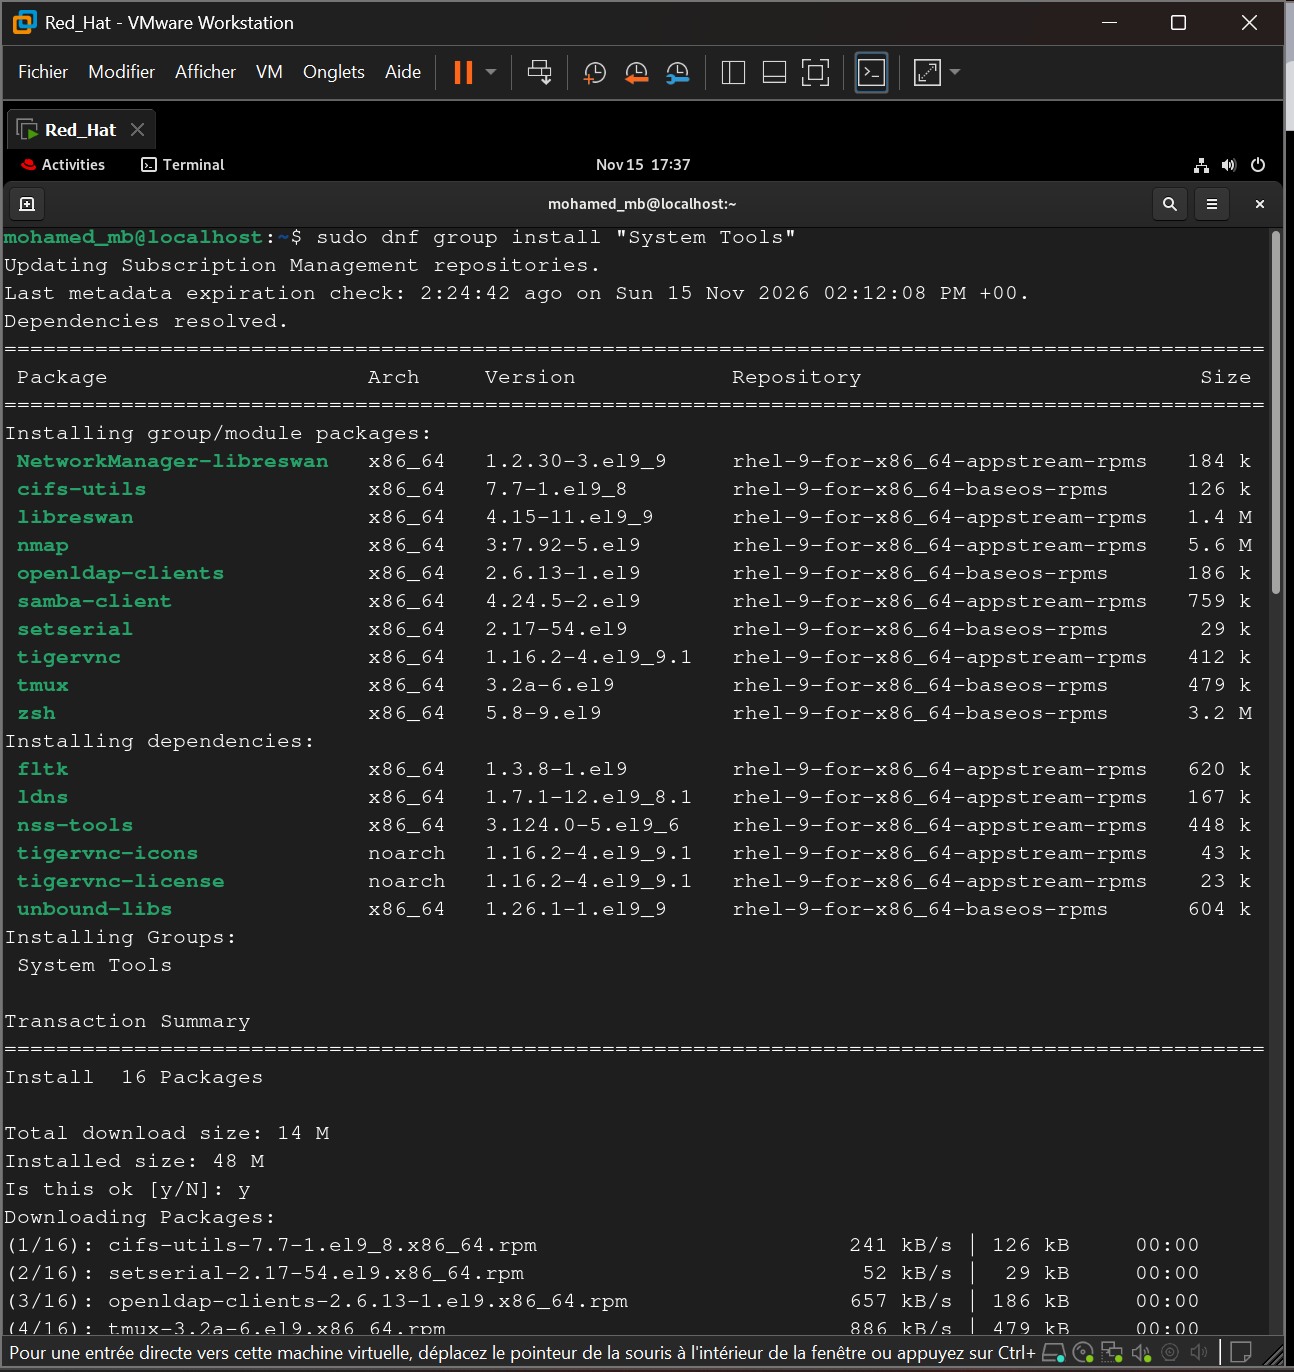 Red_Hat - VMware Workstation
Fichier Modifier Afficher VM Onglets Aide
Red_Hat
Activities Terminal Nov 15 17:37
mohamed_mb@localhost:~
mohamed_mb@localhost:~$ sudo dnf group install "System Tools"
Updating Subscription Management repositories.
Last metadata expiration check: 2:24:42 ago on Sun 15 Nov 2026 02:12:08 PM +00.
Dependencies resolved.
=================================================================================================
Package Arch Version Repository Size
=================================================================================================
Installing group/module packages:
NetworkManager-libreswan x86_64 1.2.30-3.el9_9 rhel-9-for-x86_64-appstream-rpms 184 k
cifs-utils x86_64 7.7-1.el9_8 rhel-9-for-x86_64-baseos-rpms 126 k
libreswan x86_64 4.15-11.el9_9 rhel-9-for-x86_64-appstream-rpms 1.4 M
nmap x86_64 3:7.92-5.el9 rhel-9-for-x86_64-appstream-rpms 5.6 M
openldap-clients x86_64 2.6.13-1.el9 rhel-9-for-x86_64-baseos-rpms 186 k
samba-client x86_64 4.24.5-2.el9 rhel-9-for-x86_64-appstream-rpms 759 k
setserial x86_64 2.17-54.el9 rhel-9-for-x86_64-baseos-rpms 29 k
tigervnc x86_64 1.16.2-4.el9_9.1 rhel-9-for-x86_64-appstream-rpms 412 k
tmux x86_64 3.2a-6.el9 rhel-9-for-x86_64-baseos-rpms 479 k
zsh x86_64 5.8-9.el9 rhel-9-for-x86_64-baseos-rpms 3.2 M
Installing dependencies:
fltk x86_64 1.3.8-1.el9 rhel-9-for-x86_64-appstream-rpms 620 k
ldns x86_64 1.7.1-12.el9_8.1 rhel-9-for-x86_64-appstream-rpms 167 k
nss-tools x86_64 3.124.0-5.el9_6 rhel-9-for-x86_64-appstream-rpms 448 k
tigervnc-icons noarch 1.16.2-4.el9_9.1 rhel-9-for-x86_64-appstream-rpms 43 k
tigervnc-license noarch 1.16.2-4.el9_9.1 rhel-9-for-x86_64-appstream-rpms 23 k
unbound-libs x86_64 1.26.1-1.el9_9 rhel-9-for-x86_64-baseos-rpms 604 k
Installing Groups:
System Tools
Transaction Summary
=================================================================================================
Install 16 Packages
Total download size: 14 M
Installed size: 48 M
Is this ok [y/N]: y
Downloading Packages:
(1/16): cifs-utils-7.7-1.el9_8.x86_64.rpm 241 kB/s | 126 kB 00:00
(2/16): setserial-2.17-54.el9.x86_64.rpm 52 kB/s | 29 kB 00:00
(3/16): openldap-clients-2.6.13-1.el9.x86_64.rpm 657 kB/s | 186 kB 00:00
(4/16): tmux-3.2a-6.el9.x86_64.rpm 886 kB/s | 479 kB 00:00
Pour une entrée directe vers cette machine virtuelle, déplacez le pointeur de la souris à l'intérieur de la fenêtre ou appuyez sur Ctrl+